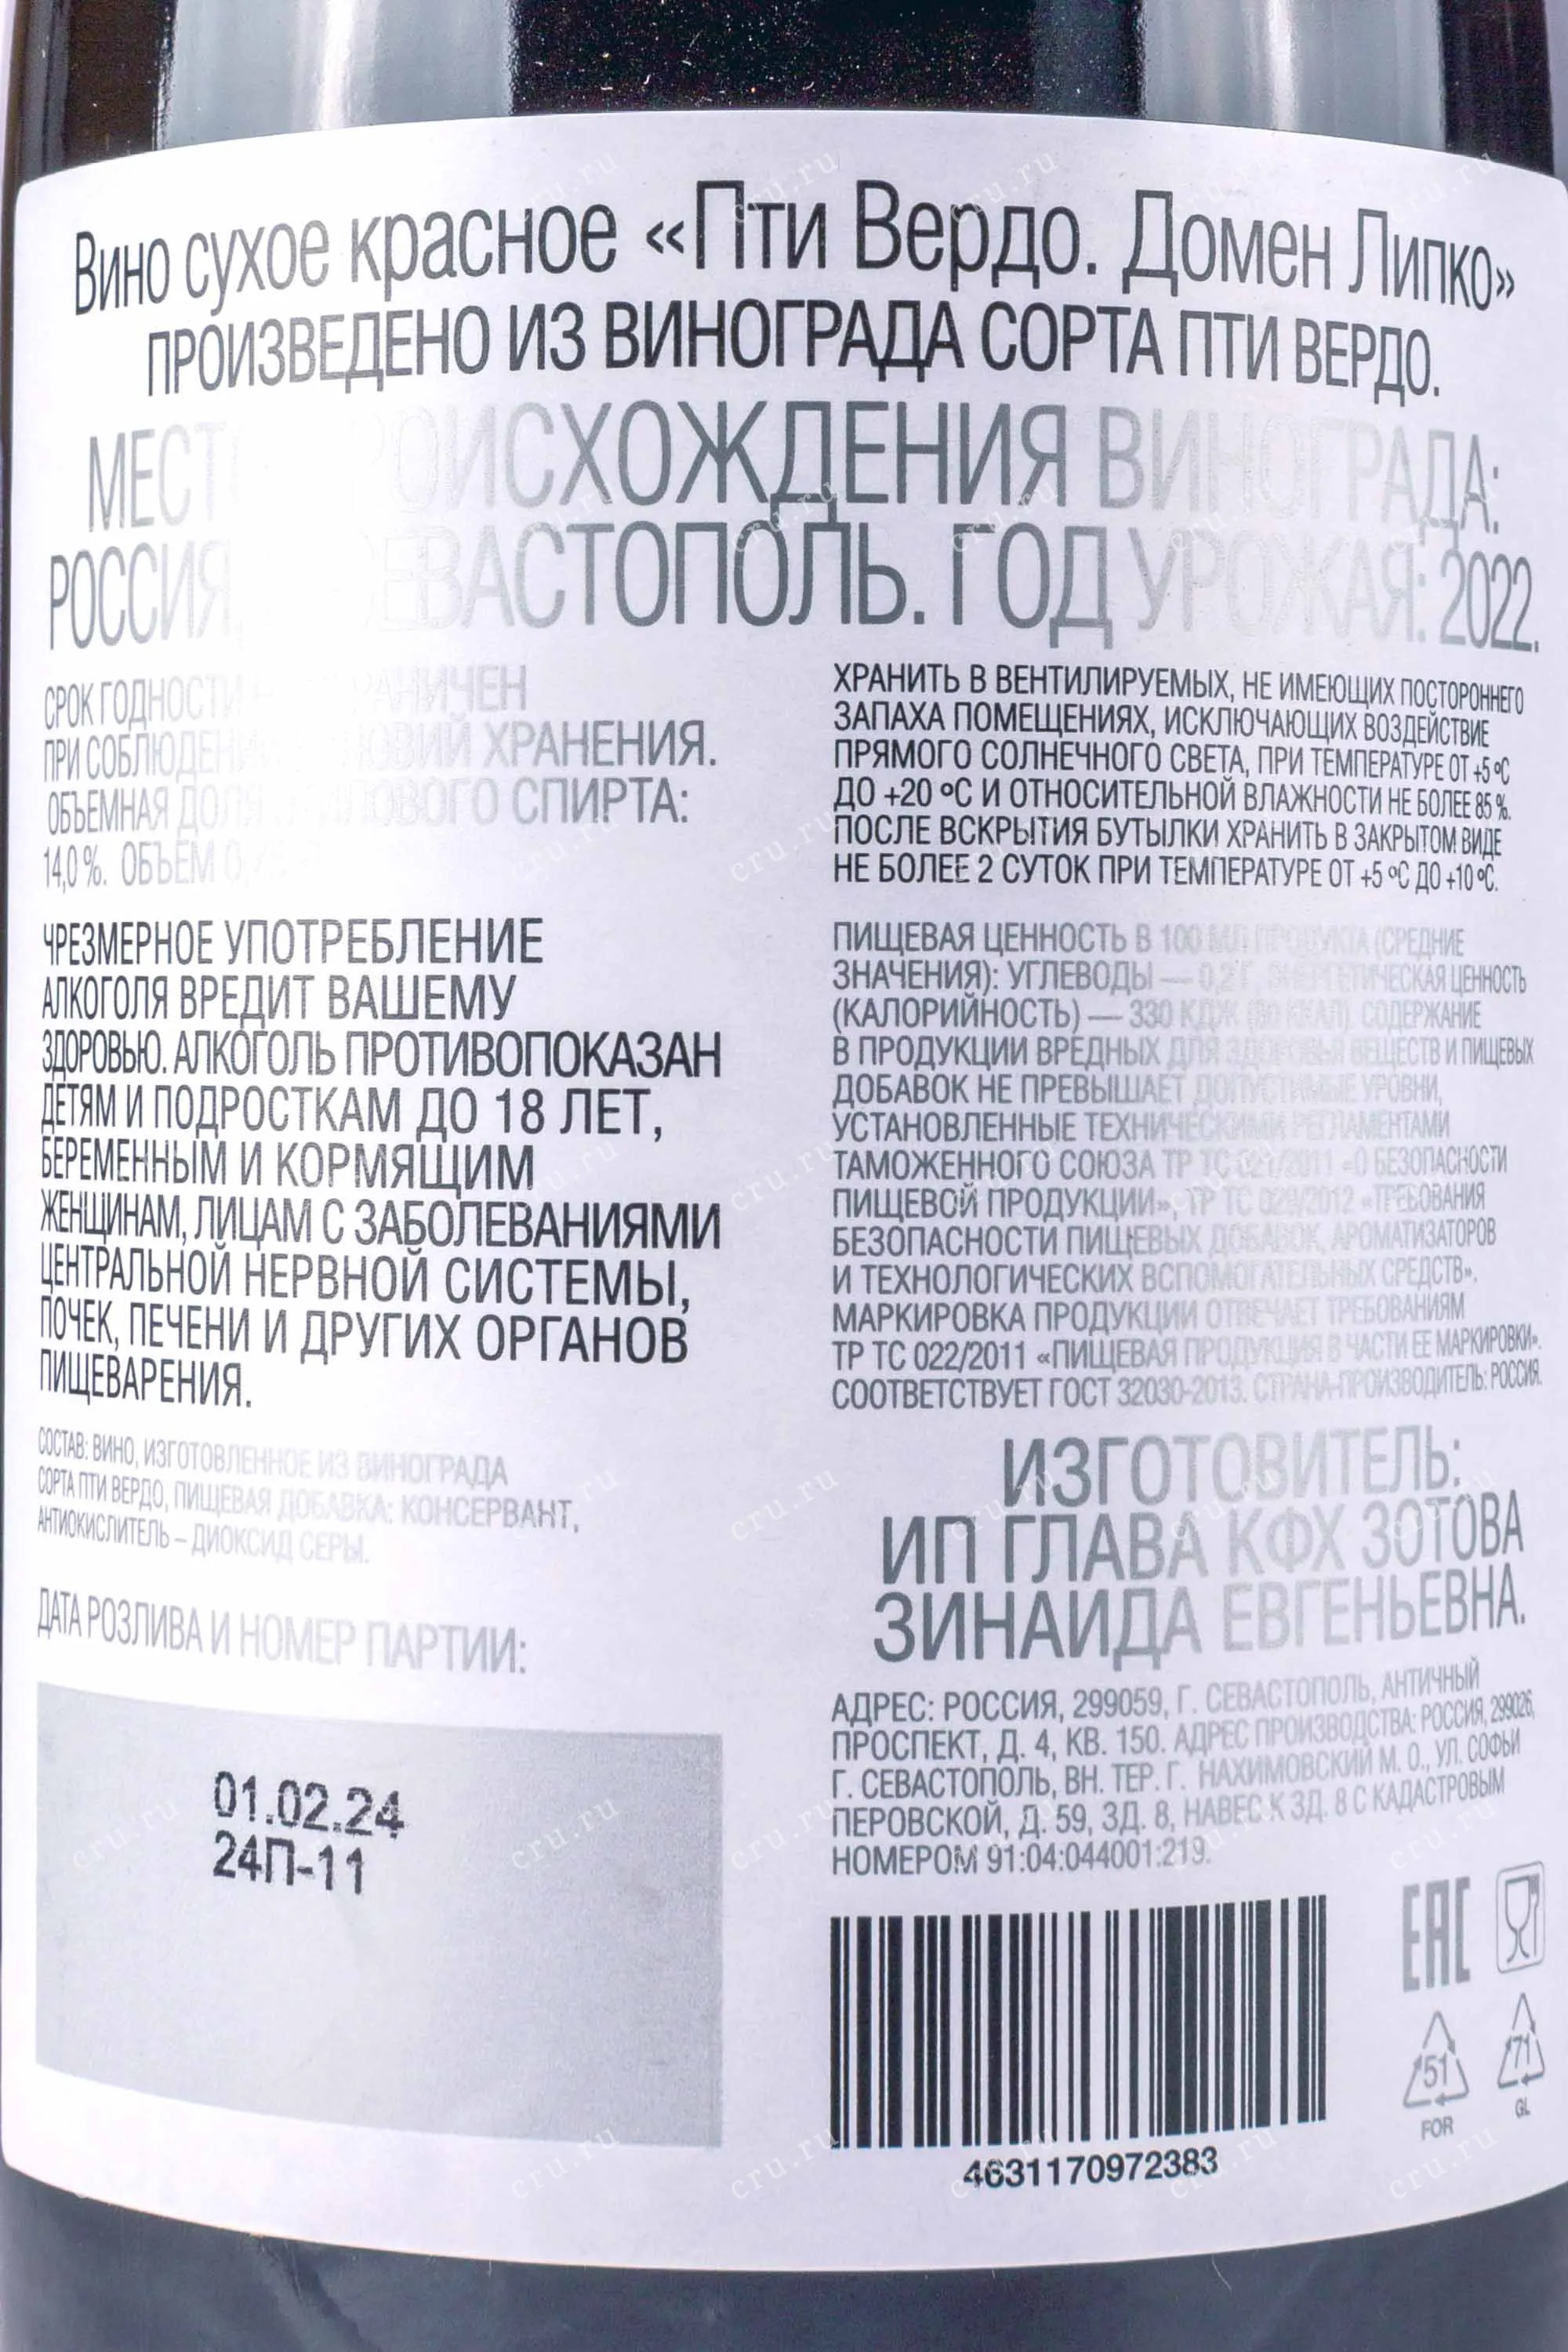 Вино сухое красное «Пти Вердо. Домен Липко»
ПРОИЗВЕДЕНО ИЗ ВИНОГРАДА СОРТА ПТИ ВЕРДО.
МЕСТО ПРОИСХОЖДЕНИЯ ВИНОГРАДА:
РОССИЯ, СЕВАСТОПОЛЬ. ГОД УРОЖАЯ: 2022.
СРОК ГОДНОСТИ НЕ ОГРАНИЧЕН
ПРИ СОБЛЮДЕНИИ УСЛОВИЙ ХРАНЕНИЯ.
ОБЪЕМНАЯ ДОЛЯ ЭТИЛОВОГО СПИРТА:
14,0 %. ОБЪЕМ
ЧРЕЗМЕРНОЕ УПОТРЕБЛЕНИЕ
АЛКОГОЛЯ ВРЕДИТ ВАШЕМУ
ЗДОРОВЬЮ. АЛКОГОЛЬ ПРОТИВОПОКАЗАН
ДЕТЯМ И ПОДРОСТКАМ ДО 18 ЛЕТ,
БЕРЕМЕННЫМ И КОРМЯЩИМ
ЖЕНЩИНАМ, ЛИЦАМ С ЗАБОЛЕВАНИЯМИ
ЦЕНТРАЛЬНОЙ НЕРВНОЙ СИСТЕМЫ,
ПОЧЕК, ПЕЧЕНИ И ДРУГИХ ОРГАНОВ
ПИЩЕВАРЕНИЯ.
СОСТАВ: ВИНО, ИЗГОТОВЛЕННОЕ ИЗ ВИНОГРАДА
СОРТА ПТИ ВЕРДО, ПИЩЕВАЯ ДОБАВКА: КОНСЕРВАНТ,
АНТИОКИСЛИТЕЛЬ – ДИОКСИД СЕРЫ.
ДАТА РОЗЛИВА И НОМЕР ПАРТИИ:
01.02.24
24П-11
ХРАНИТЬ В ВЕНТИЛИРУЕМЫХ, НЕ ИМЕЮЩИХ ПОСТОРОННЕГО
ЗАПАХА ПОМЕЩЕНИЯХ, ИСКЛЮЧАЮЩИХ ВОЗДЕЙСТВИЕ
ПРЯМОГО СОЛНЕЧНОГО СВЕТА, ПРИ ТЕМПЕРАТУРЕ ОТ +5 °С
ДО +20 °С И ОТНОСИТЕЛЬНОЙ ВЛАЖНОСТИ НЕ БОЛЕЕ 85 %.
ПОСЛЕ ВСКРЫТИЯ БУТЫЛКИ ХРАНИТЬ В ЗАКРЫТОМ ВИДЕ
НЕ БОЛЕЕ 2 СУТОК ПРИ ТЕМПЕРАТУРЕ ОТ +5 °С ДО +10 °С.
ПИЩЕВАЯ ЦЕННОСТЬ В 100 МЛ ПРОДУКТА (СРЕДНИЕ
ЗНАЧЕНИЯ): УГЛЕВОДЫ — 0,2 Г, ЭНЕРГЕТИЧЕСКАЯ ЦЕННОСТЬ
(КАЛОРИЙНОСТЬ) — 330 КДЖ (80 ККАЛ). СОДЕРЖАНИЕ
В ПРОДУКЦИИ ВРЕДНЫХ ДЛЯ ЗДОРОВЬЯ ВЕЩЕСТВ И ПИЩЕВЫХ
ДОБАВОК НЕ ПРЕВЫШАЕТ ДОПУСТИМЫЕ УРОВНИ,
УСТАНОВЛЕННЫЕ ТЕХНИЧЕСКИМИ РЕГЛАМЕНТАМИ
ТАМОЖЕННОГО СОЮЗА ТР ТС 021/2011 «О БЕЗОПАСНОСТИ
ПИЩЕВОЙ ПРОДУКЦИИ», ТР ТС 029/2012 «ТРЕБОВАНИЯ
БЕЗОПАСНОСТИ ПИЩЕВЫХ ДОБАВОК, АРОМАТИЗАТОРОВ
И ТЕХНОЛОГИЧЕСКИХ ВСПОМОГАТЕЛЬНЫХ СРЕДСТВ».
МАРКИРОВКА ПРОДУКЦИИ ОТВЕЧАЕТ ТРЕБОВАНИЯМ
ТР ТС 022/2011 «ПИЩЕВАЯ ПРОДУКЦИЯ В ЧАСТИ ЕЕ МАРКИРОВКИ».
СООТВЕТСТВУЕТ ГОСТ 32030-2013. СТРАНА-ПРОИЗВОДИТЕЛЬ: РОССИЯ.
ИЗГОТОВИТЕЛЬ:
ИП ГЛАВА КФХ ЗОТОВА
ЗИНАИДА ЕВГЕНЬЕВНА.
АДРЕС: РОССИЯ, 299059, Г. СЕВАСТОПОЛЬ, АНТИЧНЫЙ
ПРОСПЕКТ, Д. 4, КВ. 150. АДРЕС ПРОИЗВОДСТВА: РОССИЯ, 299026,
Г. СЕВАСТОПОЛЬ, ВН. ТЕР. Г. НАХИМОВСКИЙ М. О., УЛ. СОФЬИ
ПЕРОВСКОЙ, Д. 59, ЗД. 8, НАВЕС К ЗД. 8 С КАДАСТРОВЫМ
НОМЕРОМ 91:04:044001:219.
EAC
51
FOR
71
GL
4631170972383
cru.ru